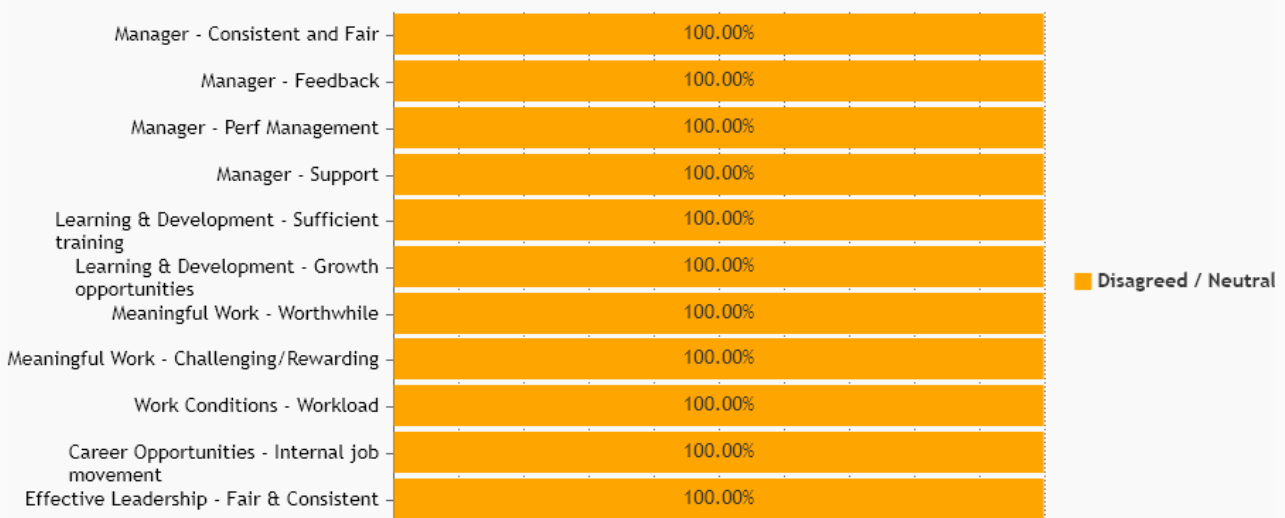 Manager - Consistent and Fair
100.00%
Manager - Feedback
100.00%
Manager - Perf Management
100.00%
Manager - Support
100.00%
Learning & Development - Sufficient
training
100.00%
Learning & Development - Growth
opportunities
100.00%
Meaningful Work - Worthwhile
100.00%
Meaningful Work - Challenging/Rewarding
100.00%
Work Conditions - Workload
100.00%
Career Opportunities - Internal job
movement
100.00%
Effective Leadership - Fair & Consistent
100.00%
Disagreed / Neutral